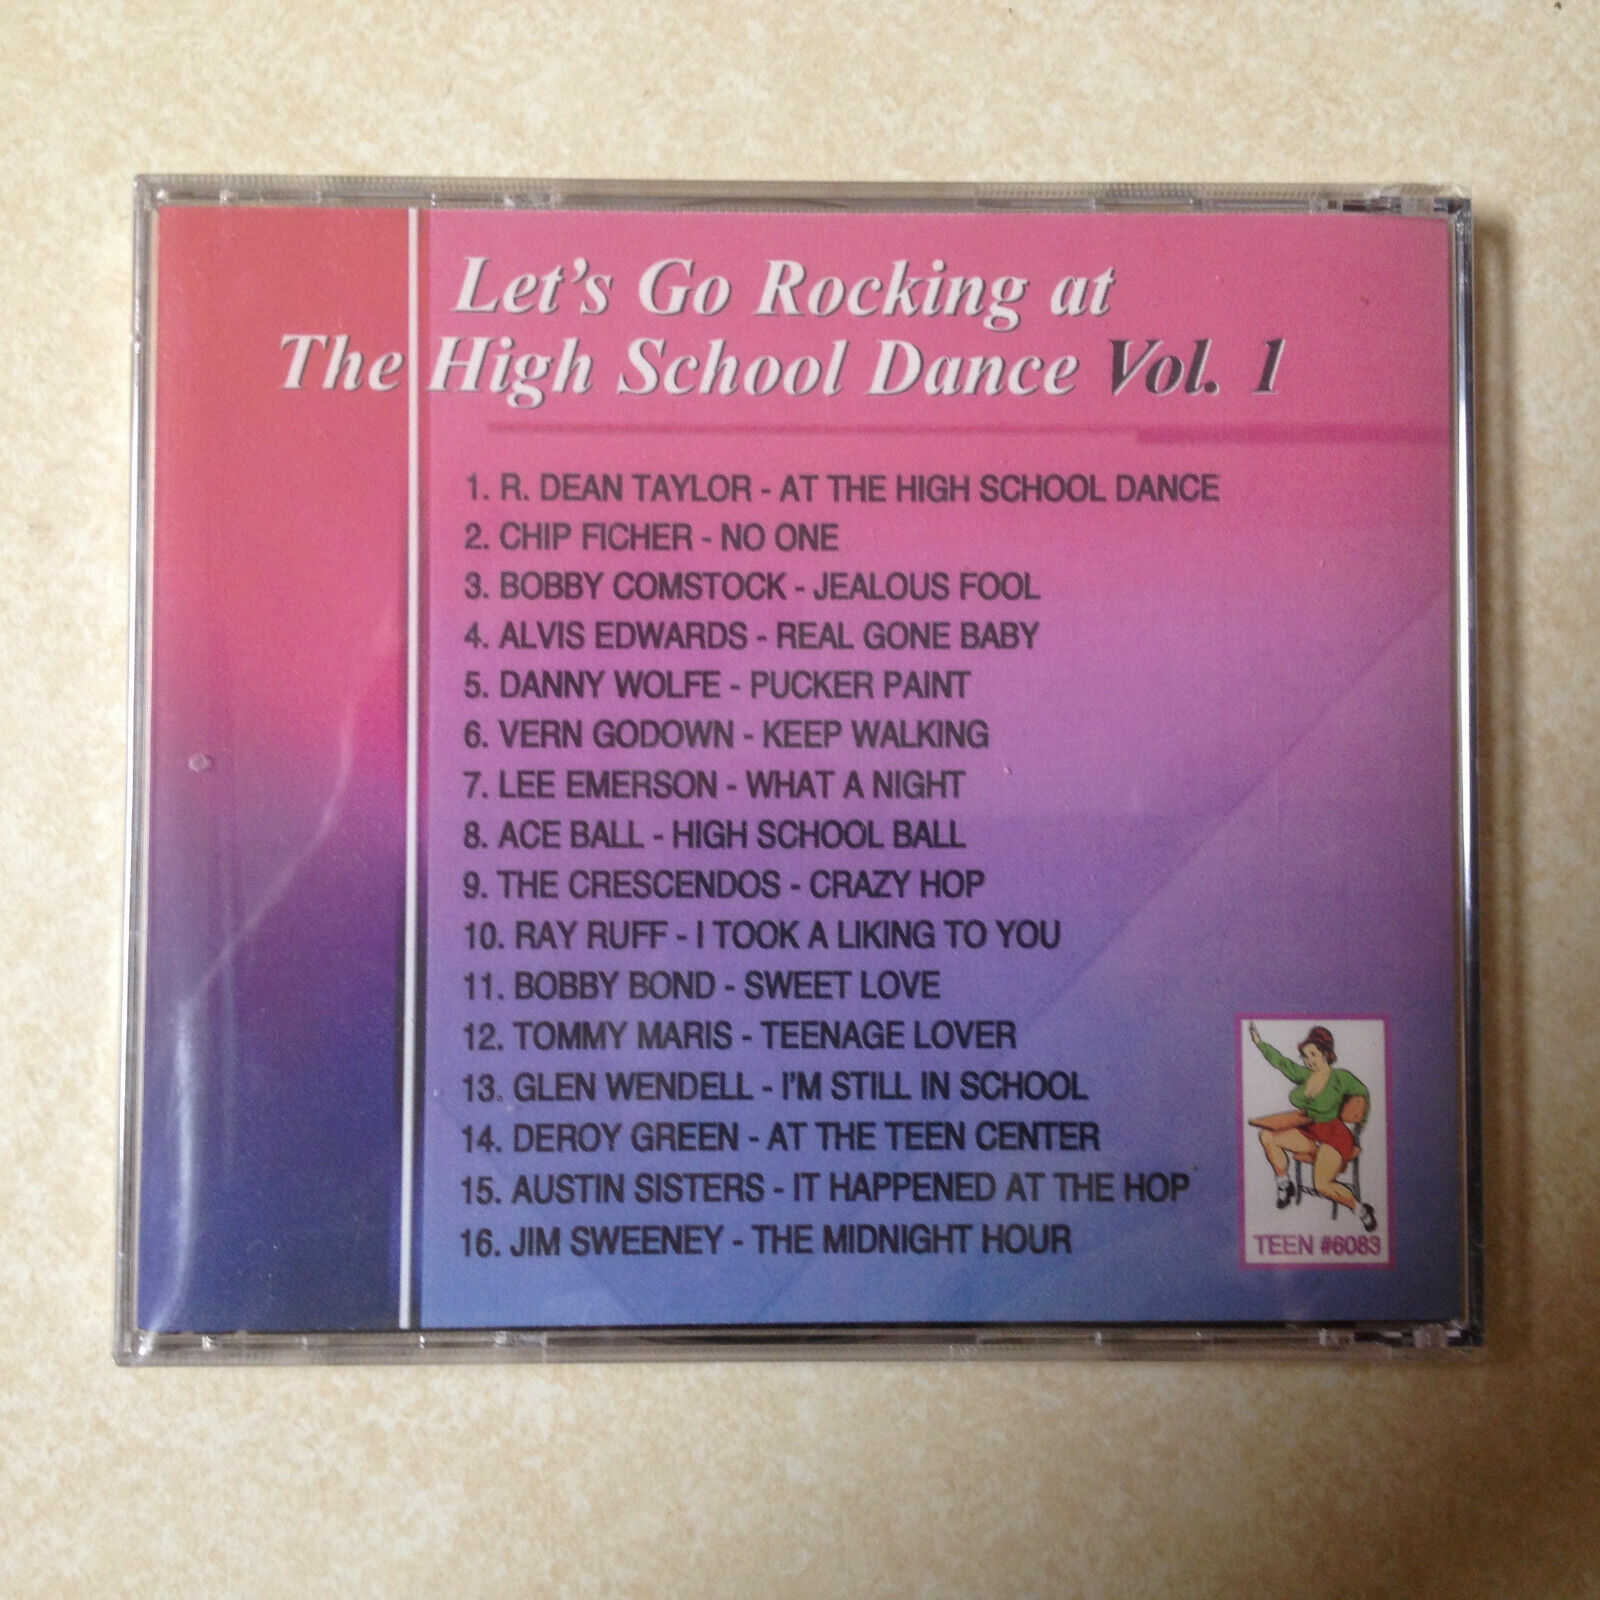 Let's Go Rocking at
The High School Dance Vol. 1
1. R. DEAN TAYLOR - AT THE HIGH SCHOOL DANCE
2. CHIP FICHER - NO ONE
3. BOBBY COMSTOCK - JEALOUS FOOL
4. ALVIS EDWARDS - REAL GONE BABY
5. DANNY WOLFE - PUCKER PAINT
6. VERN GODOWN - KEEP WALKING
7. LEE EMERSON - WHAT A NIGHT
8. ACE BALL - HIGH SCHOOL BALL
9. THE CRESCENDOS - CRAZY HOP
10. RAY RUFF - I TOOK A LIKING TO YOU
11. BOBBY BOND - SWEET LOVE
12. TOMMY MARIS - TEENAGE LOVER
13. GLEN WENDELL - I'M STILL IN SCHOOL
14. DEROY GREEN - AT THE TEEN CENTER
15. AUSTIN SISTERS - IT HAPPENED AT THE HOP
16. JIM SWEENEY - THE MIDNIGHT HOUR
TEEN #6083